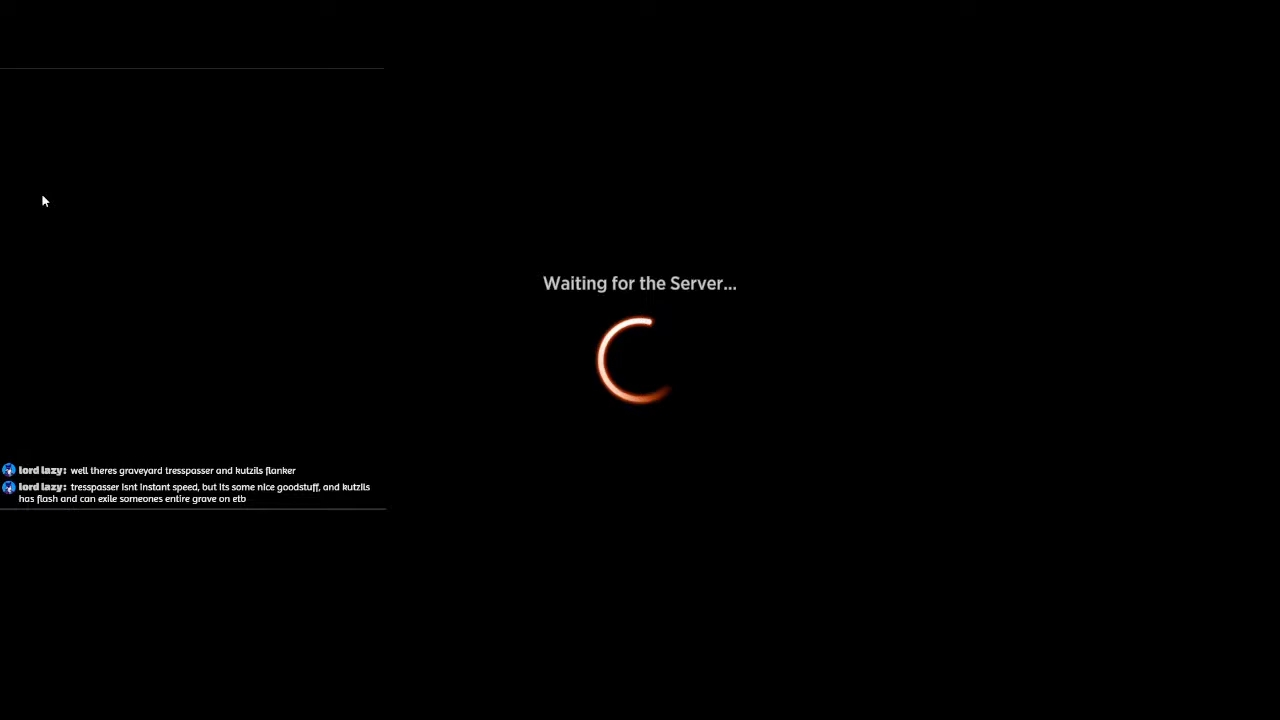 Waiting for the Server...
lord lazy: well theres graveyard tresspasser and kutzils flanker
lord lazy: tresspasser isnt instant speed, but its some nice goodstuff, and kutzils
has flash and can exile someones entire grave on etb